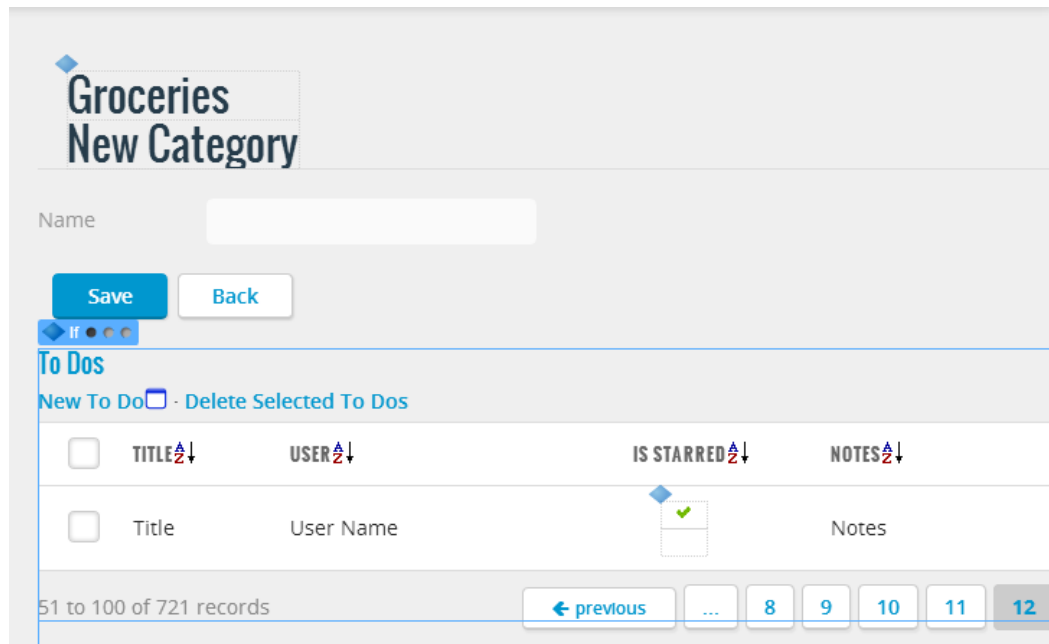 Groceries
New Category
Name
Save Back
If
To Dos
New To Do · Delete Selected To Dos
TITLE USER IS STARRED NOTES
Title User Name Notes
51 to 100 of 721 records previous ... 8 9 10 11 12